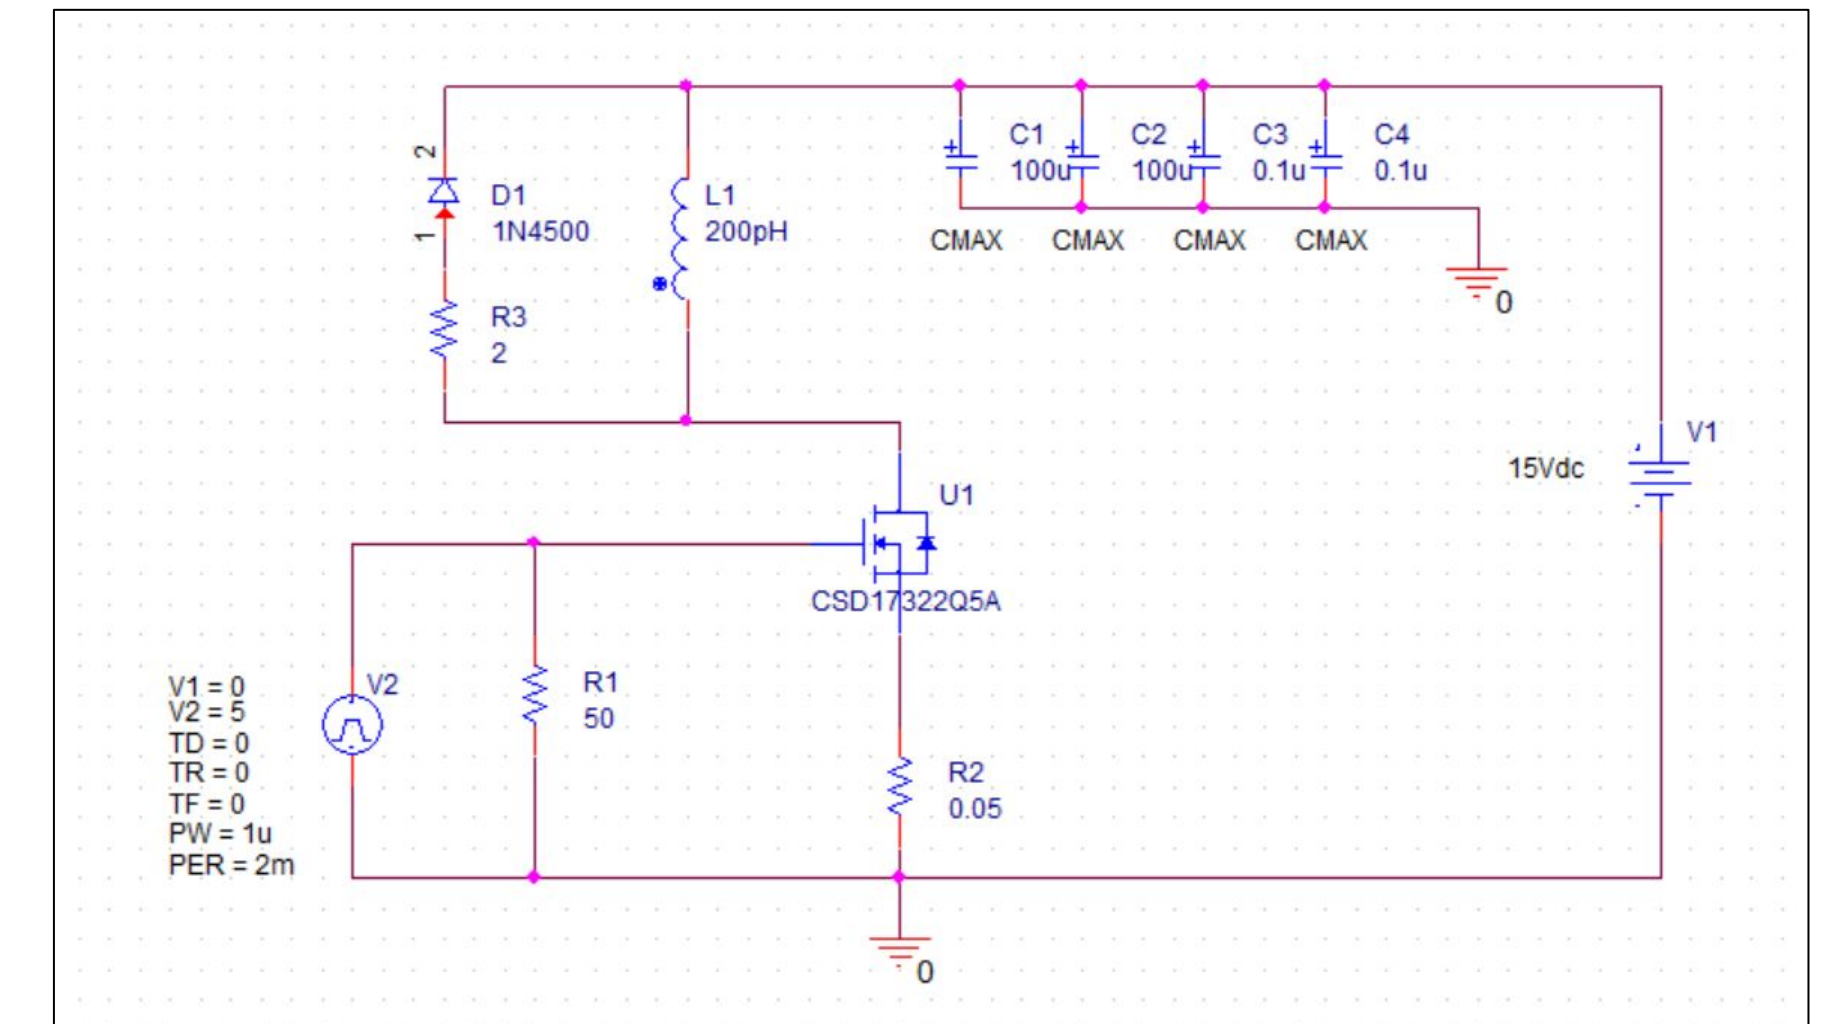 C1
100u
C2
100u
C3
0.1u
C4
0.1u
2
D1
1N4500
1
L1
200pH
CMAX
CMAX
CMAX
CMAX
0
R3
2
V1
15Vdc
U1
CSD17322Q5A
V1 = 0
V2 = 5
TD = 0
TR = 0
TF = 0
PW = 1u
PER = 2m
V2
R1
50
R2
0.05
0